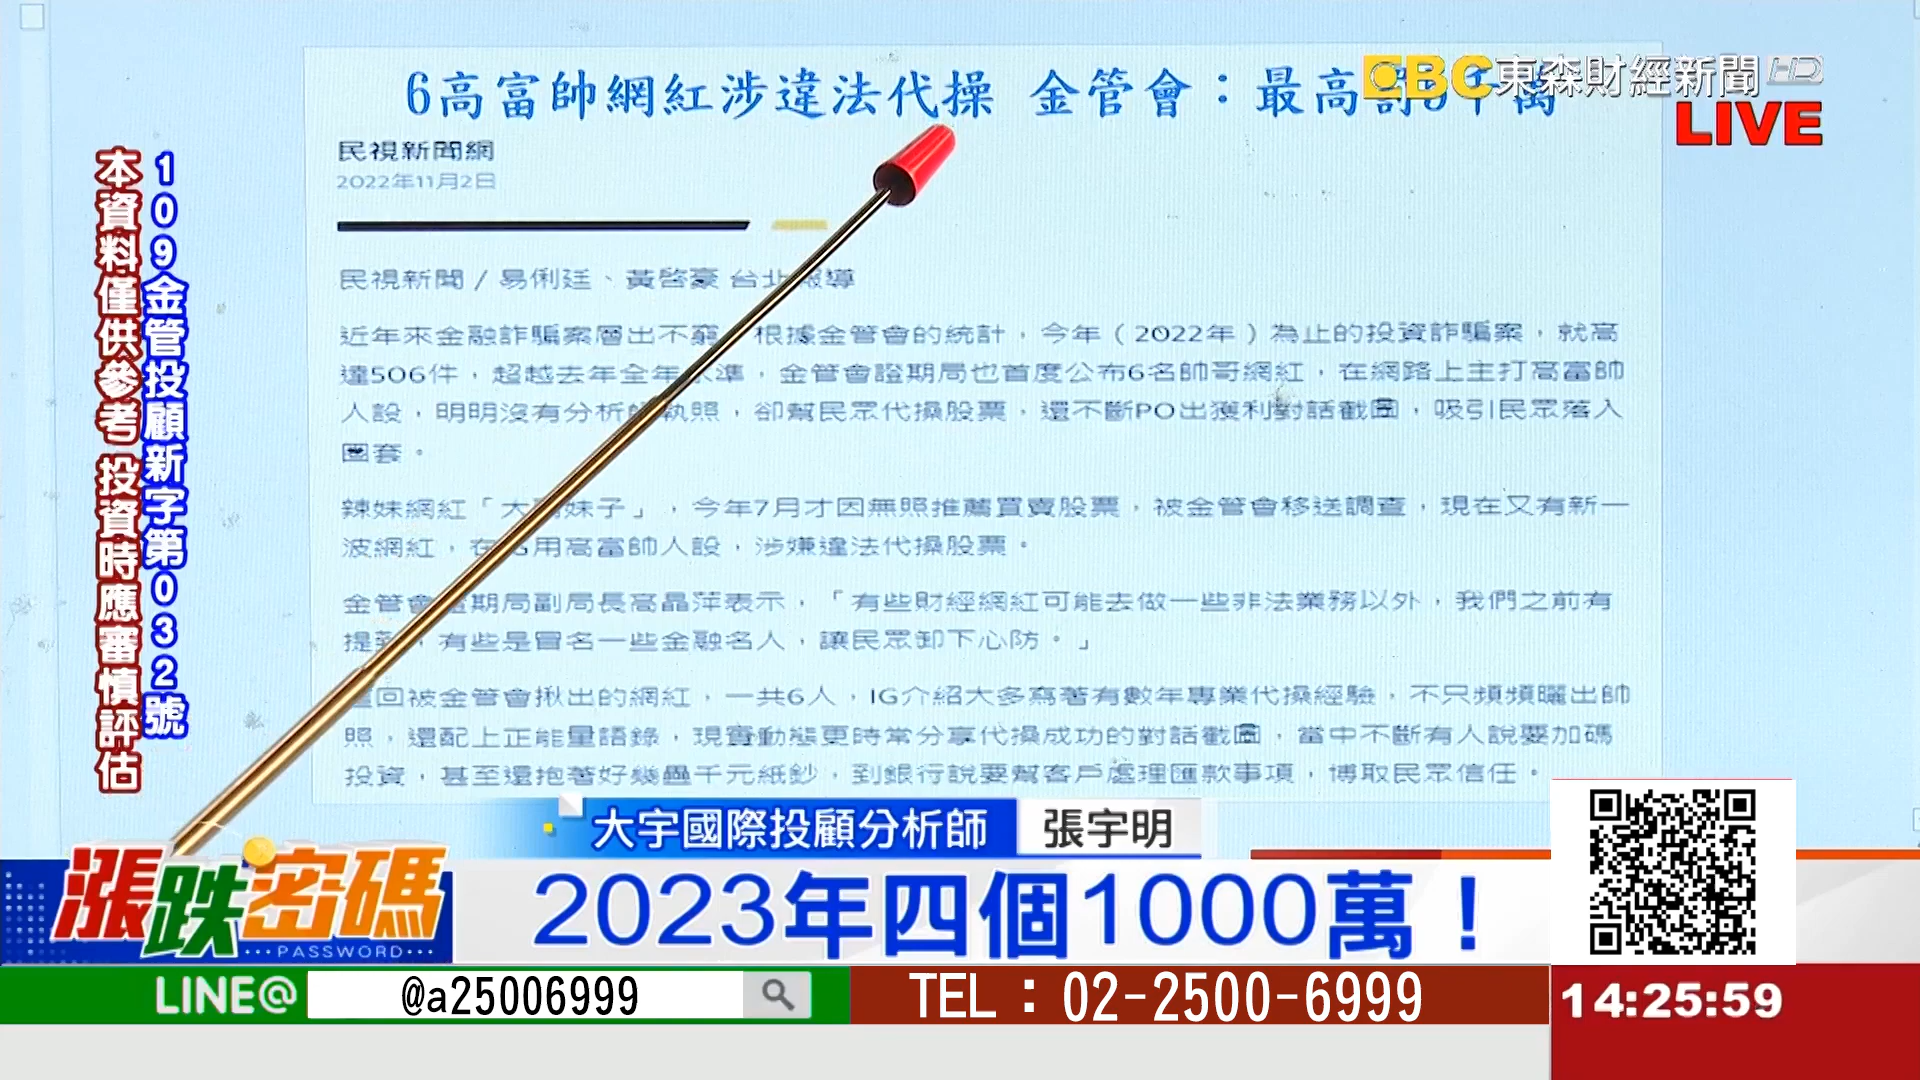 6高富帥網紅涉違法代操 金管會：最高
EBC東森財經新聞HD
LIVE
民視新聞網
2022年11月2日
民視新聞 / 易俐廷、黃啓豪 台北 導
近年來金融詐騙案層出不窮 根據金管會的統計，今年（2022年）為止的投資詐騙案，就高
達506件，超越去年全年 準，金管會證期局也首度公布6名帥哥網紅，在網路上主打高富帥
人設，明明沒有分析 執照，卻幫民眾代操股票，還不斷PO出獲利對話截圖，吸引民眾落入
圈套。
辣妹網紅「大 妹子」，今年7月才因無照推薦買賣股票，被金管會移送調查，現在又有新一
波網紅，在 用高富帥人設，涉嫌違法代操股票。
金管會 期局副局長高晶萍表示，「有些財經網紅可能去做一些非法業務以外，我們之前有
提 ，有些是冒名一些金融名人，讓民眾卸下心防。」
回被金管會揪出的網紅，一共6人，IG介紹大多寫著有數年專業代操經驗，不只頻頻曬出帥
照，還配上正能量語錄，現實動態更時常分享代操成功的對話截圖，當中不斷有人說要加碼
投資，甚至還抱著好幾疊千元紙鈔，到銀行說要幫客戶處理匯款事項，博取民眾信任。
109金管投顧新字第032號
本資料僅供參考 投資時應審慎評估
大宇國際投顧分析師 張宇明
漲跌密碼
PASSWORD
2023年四個1000萬！
LINE@ @a25006999
TEL：02-2500-6999
14:25:59